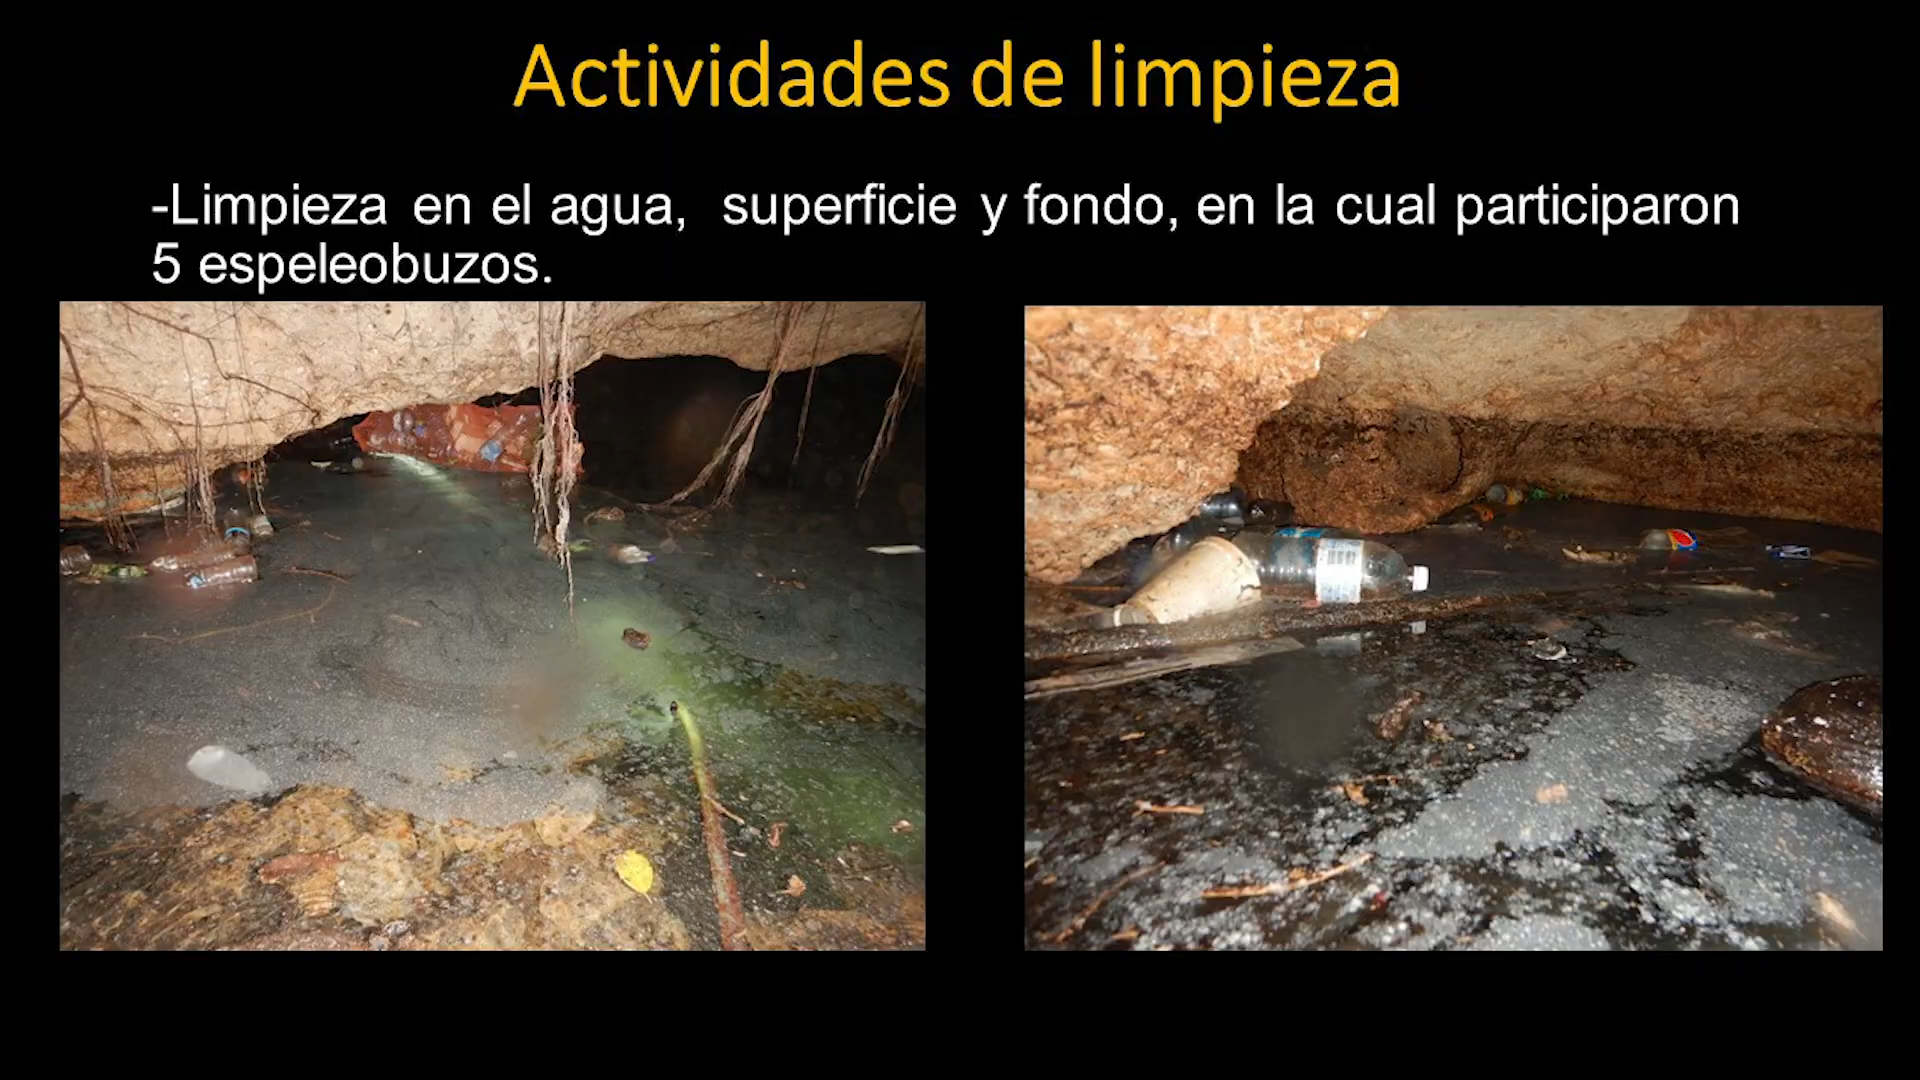 Actividades de limpieza
-Limpieza en el agua, superficie y fondo, en la cual participaron
5 espeleobuzos.